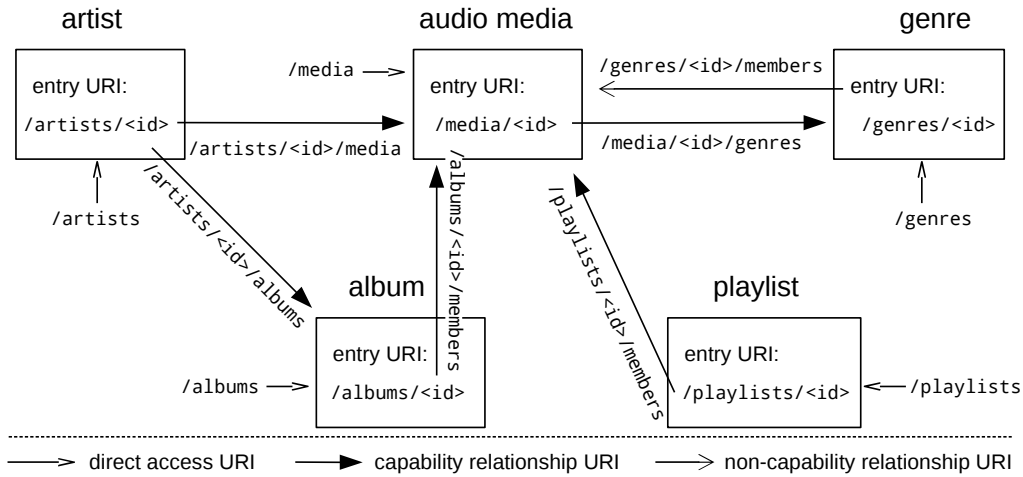 artist
audio media
genre
/media
/genres/<id>/members
entry URI:
entry URI:
entry URI:
/artists/<id>
/media/<id>
/genres/<id>
/artists/<id>/media
/media/<id>/genres
/artists
/artists/<id>/albums
/albums/<id>/members
/playlists/<id>/members
/genres
album
playlist
entry URI:
entry URI:
/albums
/albums/<id>
/playlists/<id>
/playlists
direct access URI
capability relationship URI
non-capability relationship URI